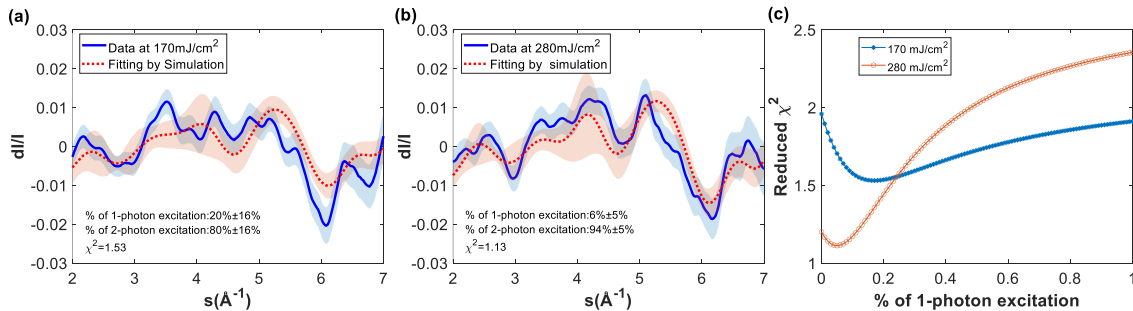 (a)
0.03
0.02
0.01
0
-0.01
-0.02
-0.03
dI/I
Data at 170mJ/cm²
Fitting by Simulation
% of 1-photon excitation:20%±16%
% of 2-photon excitation:80%±16%
χ²=1.53
2 3 4 5 6 7
s(Å⁻¹)
(b)
0.03
0.02
0.01
0
-0.01
-0.02
-0.03
dI/I
Data at 280mJ/cm²
Fitting by simulation
% of 1-photon excitation:6%±5%
% of 2-photon excitation:94%±5%
χ²=1.13
2 3 4 5 6 7
s(Å⁻¹)
(c)
2.5
2
1.5
1
Reduced χ²
170 mJ/cm²
280 mJ/cm²
0 0.2 0.4 0.6 0.8 1
% of 1-photon excitation